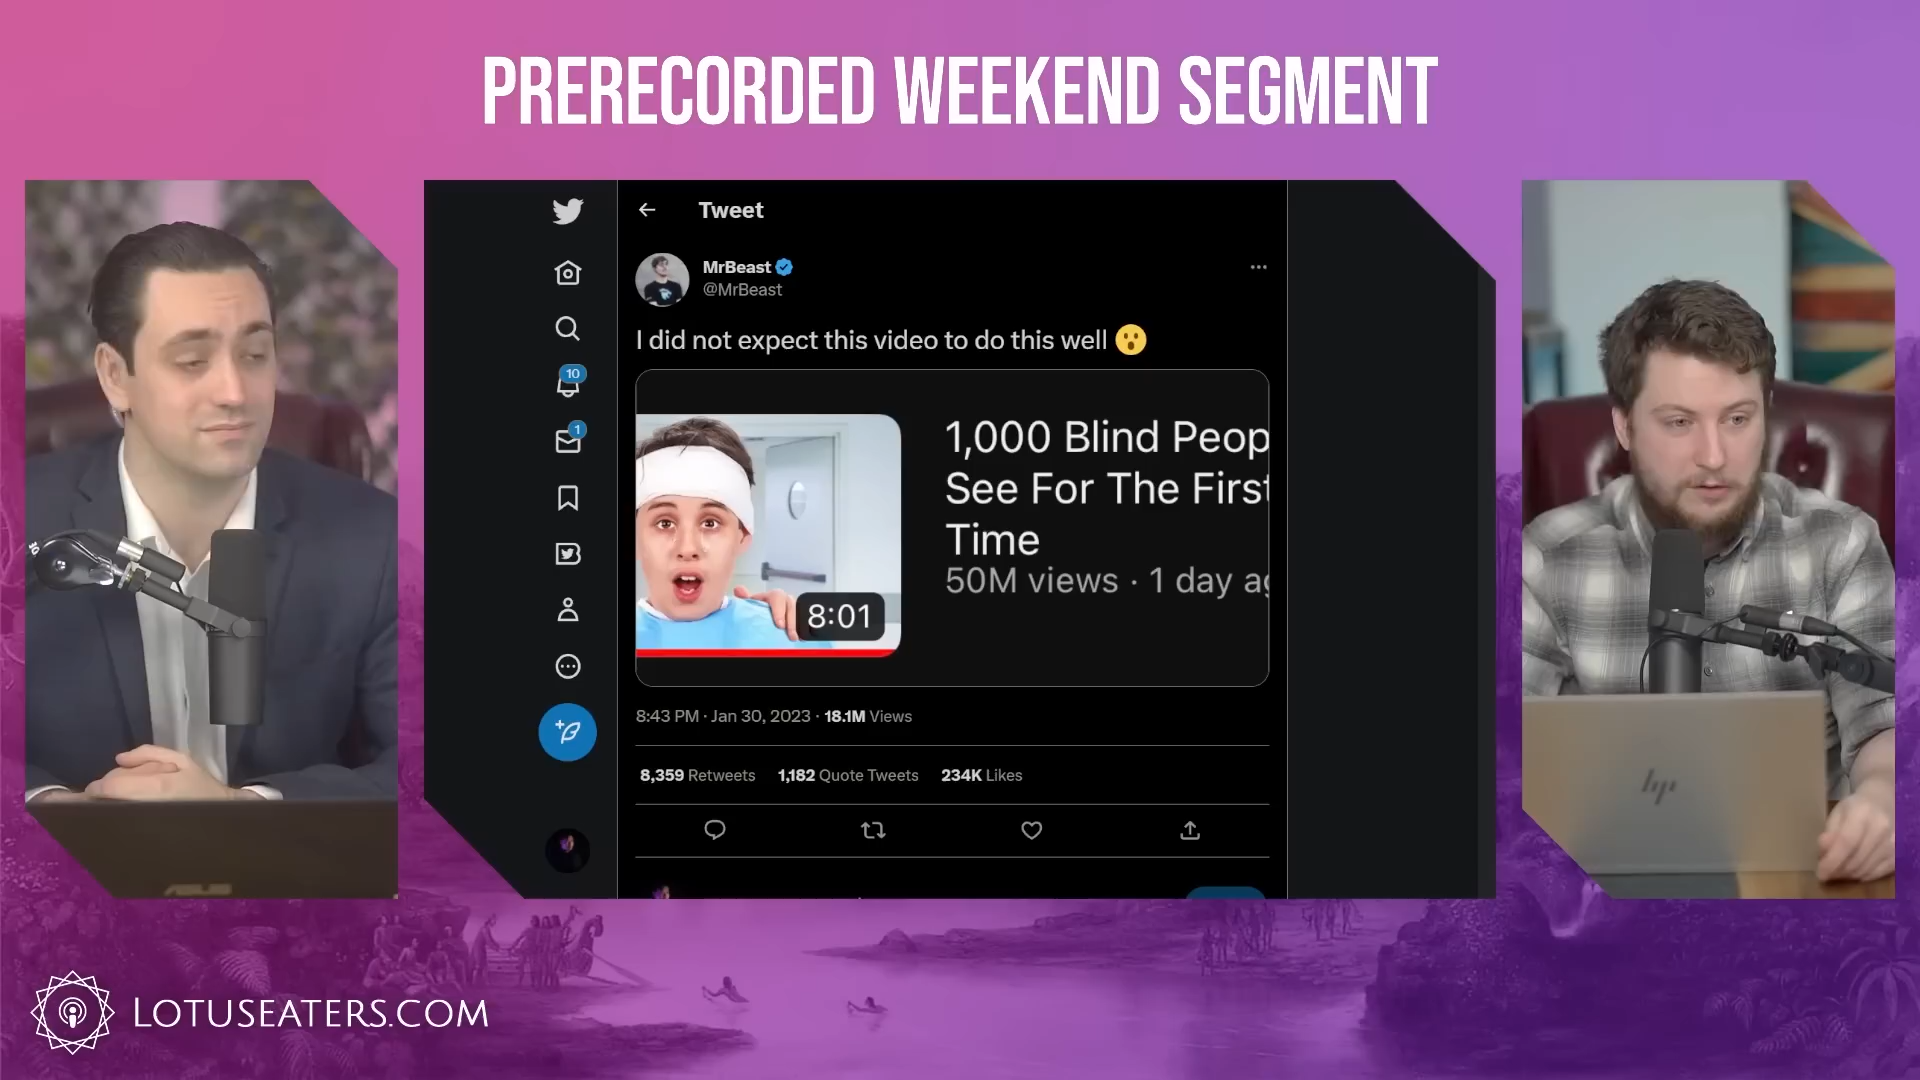 PRERECORDED WEEKEND SEGMENT
Tweet
MrBeast
@MrBeast
I did not expect this video to do this well
10
1
1,000 Blind Peop
See For The First
Time
50M views · 1 day ag
8:01
8:43 PM · Jan 30, 2023 · 18.1M Views
8,359 Retweets 1,182 Quote Tweets 234K Likes
hp
ASUS
LOTUSEATERS.COM